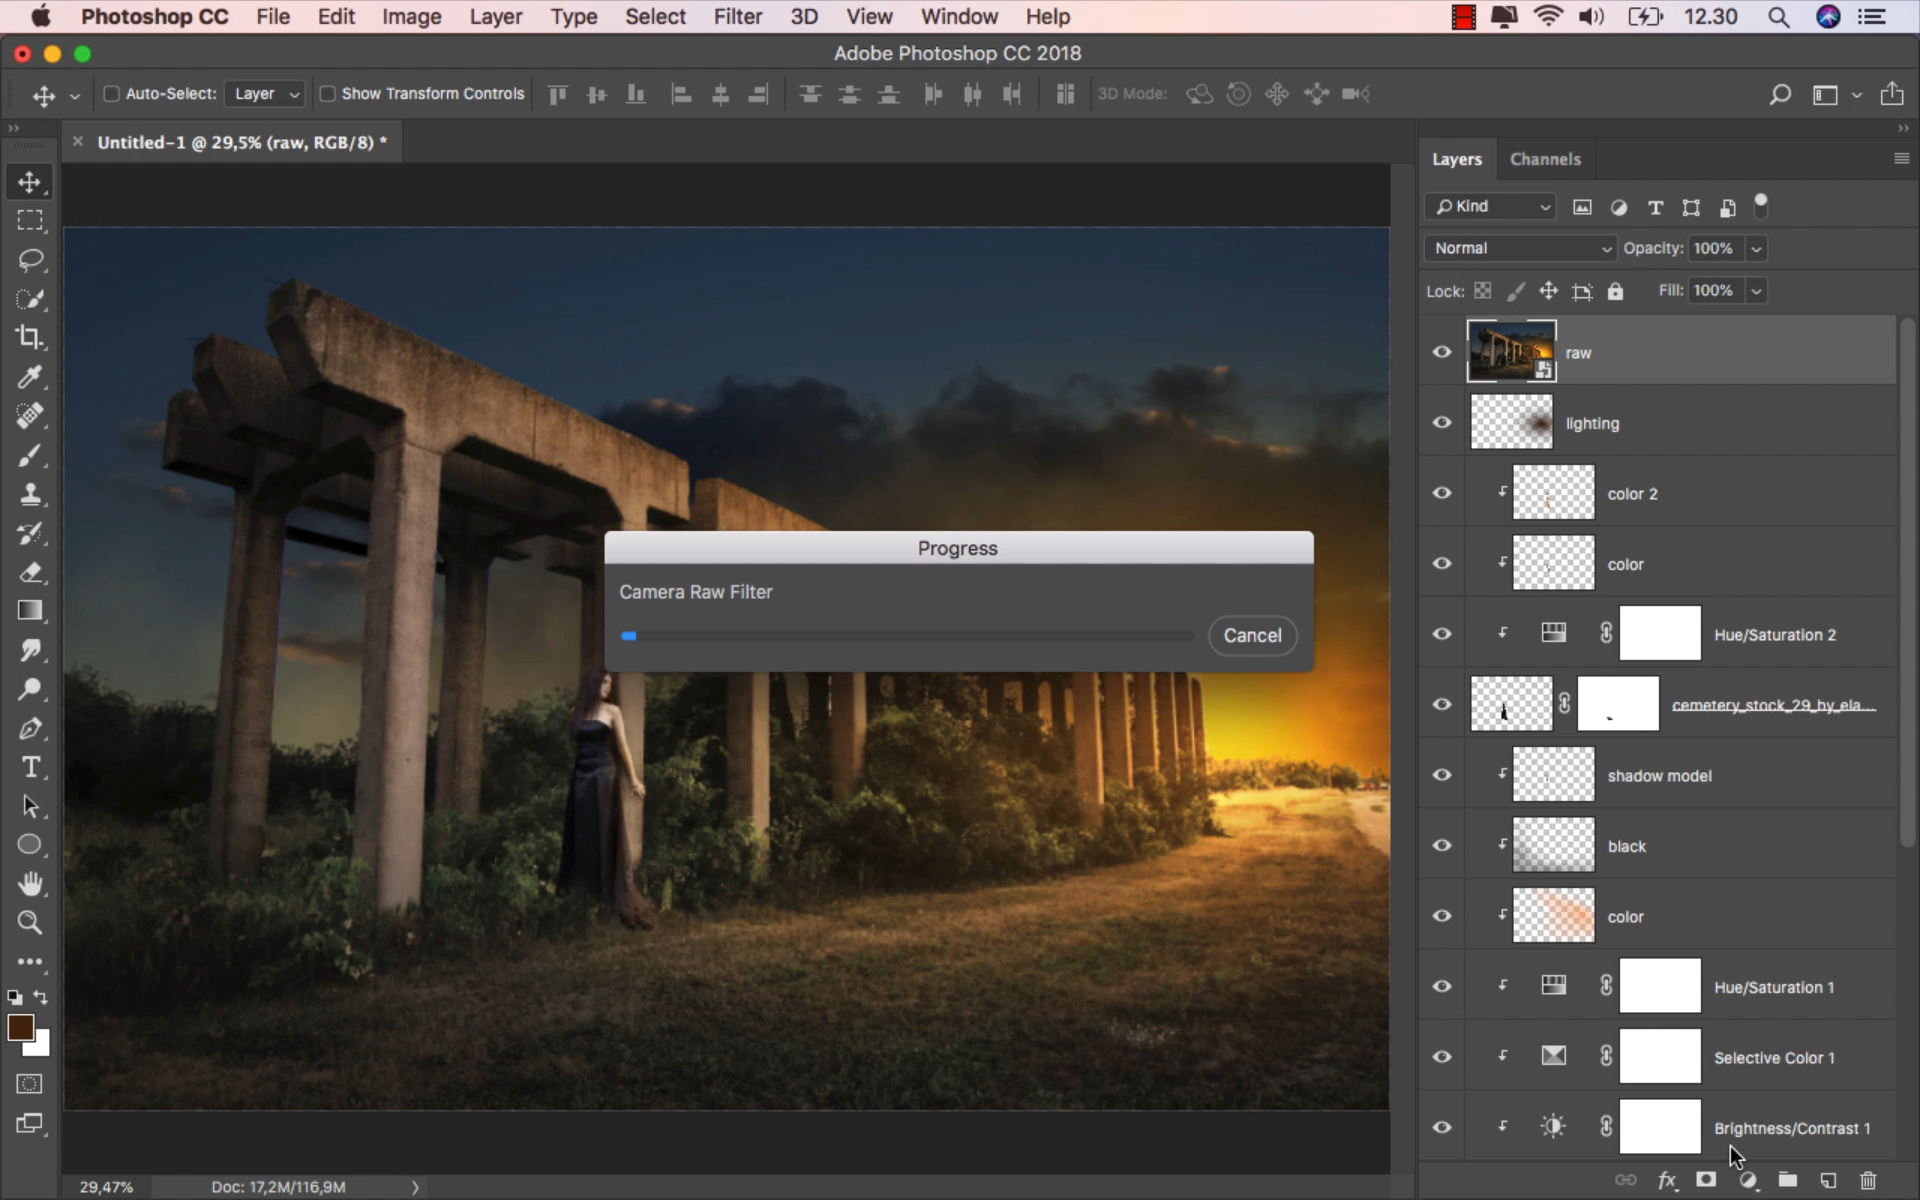 Photoshop CC File Edit Image Layer Type Select Filter 3D View Window Help 12.30
Adobe Photoshop CC 2018
Auto-Select: Layer Show Transform Controls 3D Mode:
× Untitled-1 @ 29,5% (raw, RGB/8) *
Layers Channels
Kind
Normal Opacity: 100%
Lock: Fill: 100%
raw
lighting
color 2
Progress
Camera Raw Filter
Cancel
color
Hue/Saturation 2
cemetery_stock_29_by_ela...
shadow model
black
color
Hue/Saturation 1
Selective Color 1
Brightness/Contrast 1
29,47% Doc: 17,2M/116,9M
fx